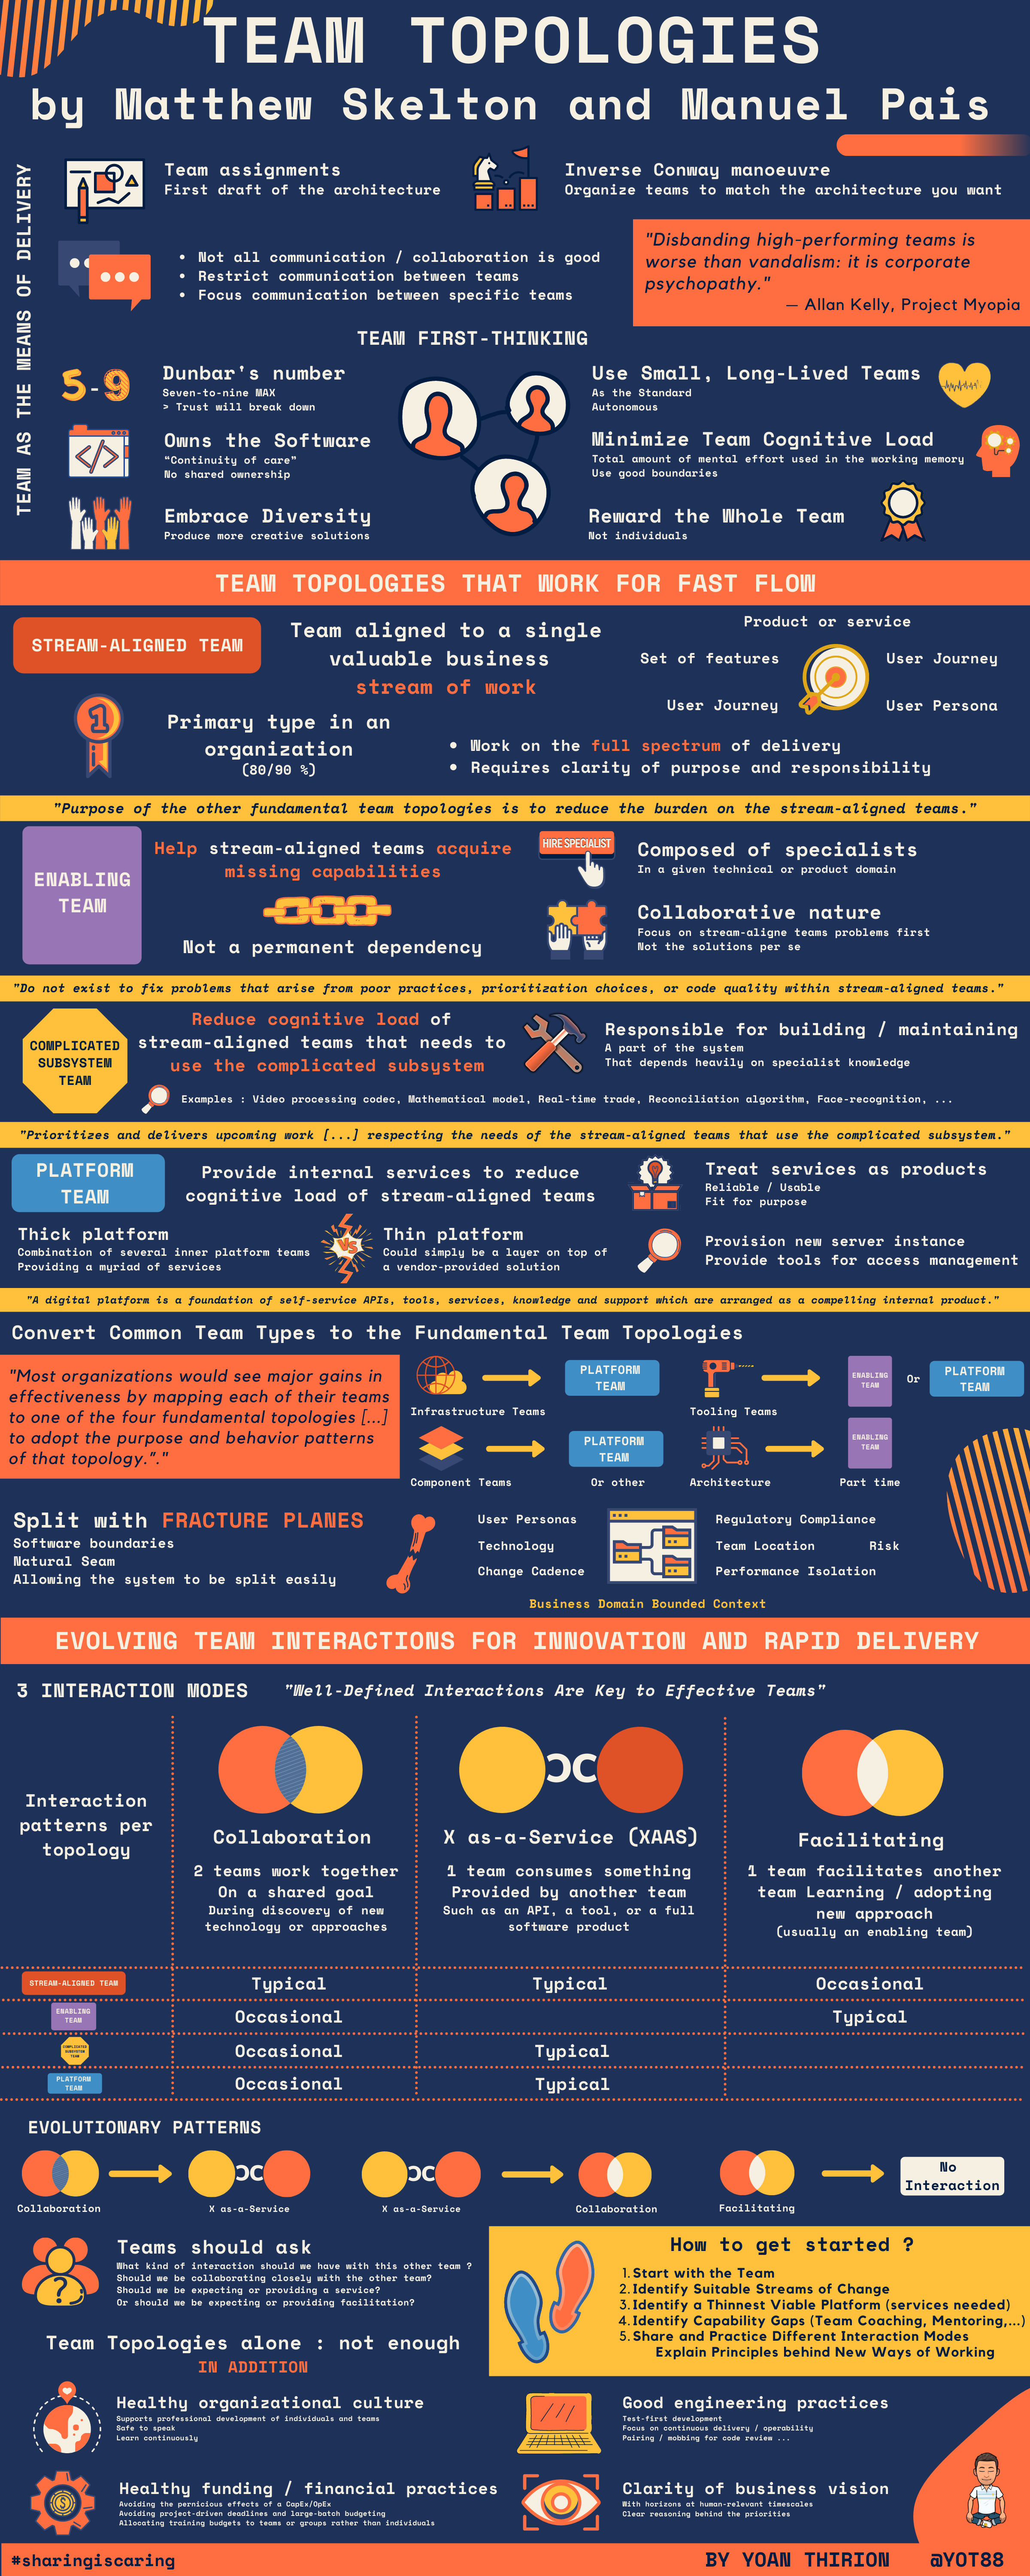 TEAM TOPOLOGIES
by Matthew Skelton and Manuel Pais
TEAM AS THE MEANS OF DELIVERY
Team assignments
First draft of the architecture
Inverse Conway manoeuvre
Organize teams to match the architecture you want
• Not all communication / collaboration is good
• Restrict communication between teams
• Focus communication between specific teams
"Disbanding high-performing teams is
worse than vandalism: it is corporate
psychopathy."
— Allan Kelly, Project Myopia
TEAM FIRST-THINKING
5-9
Dunbar's number
Seven-to-nine MAX
> Trust will break down
Owns the Software
“Continuity of care”
No shared ownership
Embrace Diversity
Produce more creative solutions
Use Small, Long-Lived Teams
As the Standard
Autonomous
Minimize Team Cognitive Load
Total amount of mental effort used in the working memory
Use good boundaries
Reward the Whole Team
Not individuals
TEAM TOPOLOGIES THAT WORK FOR FAST FLOW
STREAM-ALIGNED TEAM
Team aligned to a single
valuable business
stream of work
Product or service
Set of features
User Journey
User Journey
User Persona
1
Primary type in an
organization
(80/90 %)
• Work on the full spectrum of delivery
• Requires clarity of purpose and responsibility
"Purpose of the other fundamental team topologies is to reduce the burden on the stream-aligned teams."
ENABLING
TEAM
Help stream-aligned teams acquire
missing capabilities
Not a permanent dependency
HIRE SPECIALIST
Composed of specialists
In a given technical or product domain
Collaborative nature
Focus on stream-aligne teams problems first
Not the solutions per se
"Do not exist to fix problems that arise from poor practices, prioritization choices, or code quality within stream-aligned teams."
COMPLICATED
SUBSYSTEM
TEAM
Reduce cognitive load of
stream-aligned teams that needs to
use the complicated subsystem
Responsible for building / maintaining
A part of the system
That depends heavily on specialist knowledge
Examples : Video processing codec, Mathematical model, Real-time trade, Reconciliation algorithm, Face-recognition, ...
"Prioritizes and delivers upcoming work [...] respecting the needs of the stream-aligned teams that use the complicated subsystem."
PLATFORM
TEAM
Provide internal services to reduce
cognitive load of stream-aligned teams
Treat services as products
Reliable / Usable
Fit for purpose
Thick platform
Combination of several inner platform teams
Providing a myriad of services
VS
Thin platform
Could simply be a layer on top of
a vendor-provided solution
Provision new server instance
Provide tools for access management
"A digital platform is a foundation of self-service APIs, tools, services, knowledge and support which are arranged as a compelling internal product."
Convert Common Team Types to the Fundamental Team Topologies
"Most organizations would see major gains in
effectiveness by mapping each of their teams
to one of the four fundamental topologies [...]
to adopt the purpose and behavior patterns
of that topology.”."
Infrastructure Teams
PLATFORM
TEAM
Tooling Teams
ENABLING
TEAM
Or
PLATFORM
TEAM
Component Teams
PLATFORM
TEAM
Or other
Architecture
ENABLING
TEAM
Part time
Split with FRACTURE PLANES
Software boundaries
Natural Seam
Allowing the system to be split easily
User Personas
Technology
Change Cadence
Regulatory Compliance
Team Location
Risk
Performance Isolation
Business Domain Bounded Context
EVOLVING TEAM INTERACTIONS FOR INNOVATION AND RAPID DELIVERY
3 INTERACTION MODES
"Well-Defined Interactions Are Key to Effective Teams"
Interaction
patterns per
topology
Collaboration
2 teams work together
On a shared goal
During discovery of new
technology or approaches
X as-a-Service (XAAS)
1 team consumes something
Provided by another team
Such as an API, a tool, or a full
software product
Facilitating
1 team facilitates another
team Learning / adopting
new approach
(usually an enabling team)
STREAM-ALIGNED TEAM
Typical
Typical
Occasional
ENABLING
TEAM
Occasional
Typical
COMPLICATED
SUBSYSTEM
TEAM
Occasional
Typical
PLATFORM
TEAM
Occasional
Typical
EVOLUTIONARY PATTERNS
Collaboration
X as-a-Service
X as-a-Service
Collaboration
Facilitating
No
Interaction
Teams should ask
What kind of interaction should we have with this other team ?
Should we be collaborating closely with the other team?
Should we be expecting or providing a service?
Or should we be expecting or providing facilitation?
?
How to get started ?
1. Start with the Team
2. Identify Suitable Streams of Change
3. Identify a Thinnest Viable Platform (services needed)
4. Identify Capability Gaps (Team Coaching, Mentoring,...)
5. Share and Practice Different Interaction Modes
Explain Principles behind New Ways of Working
Team Topologies alone : not enough
IN ADDITION
Healthy organizational culture
Supports professional development of individuals and teams
Safe to speak
Learn continuously
Good engineering practices
Test-first development
Focus on continuous delivery / operability
Pairing / mobbing for code review ...
Healthy funding / financial practices
Avoiding the pernicious effects of a CapEx/OpEx
Avoiding project-driven deadlines and large-batch budgeting
Allocating training budgets to teams or groups rather than individuals
Clarity of business vision
With horizons at human-relevant timescales
Clear reasoning behind the priorities
#sharingiscaring
BY YOAN THIRION
@YOT88